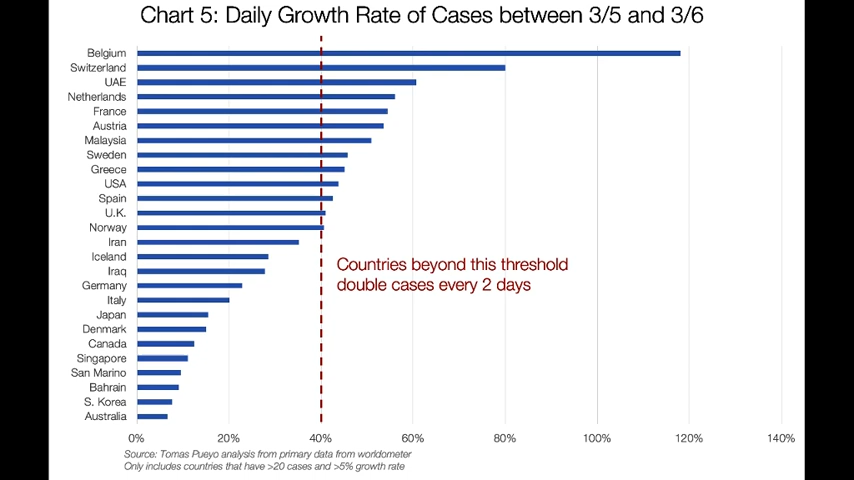 Chart 5: Daily Growth Rate of Cases between 3/5 and 3/6
Belgium
Switzerland
UAE
Netherlands
France
Austria
Malaysia
Sweden
Greece
USA
Spain
U.K.
Norway
Iran
Iceland
Iraq
Germany
Italy
Japan
Denmark
Canada
Singapore
San Marino
Bahrain
S. Korea
Australia
Countries beyond this threshold
double cases every 2 days
0% 20% 40% 60% 80% 100% 120% 140%
Source: Tomas Pueyo analysis from primary data from worldometer
Only includes countries that have >20 cases and >5% growth rate